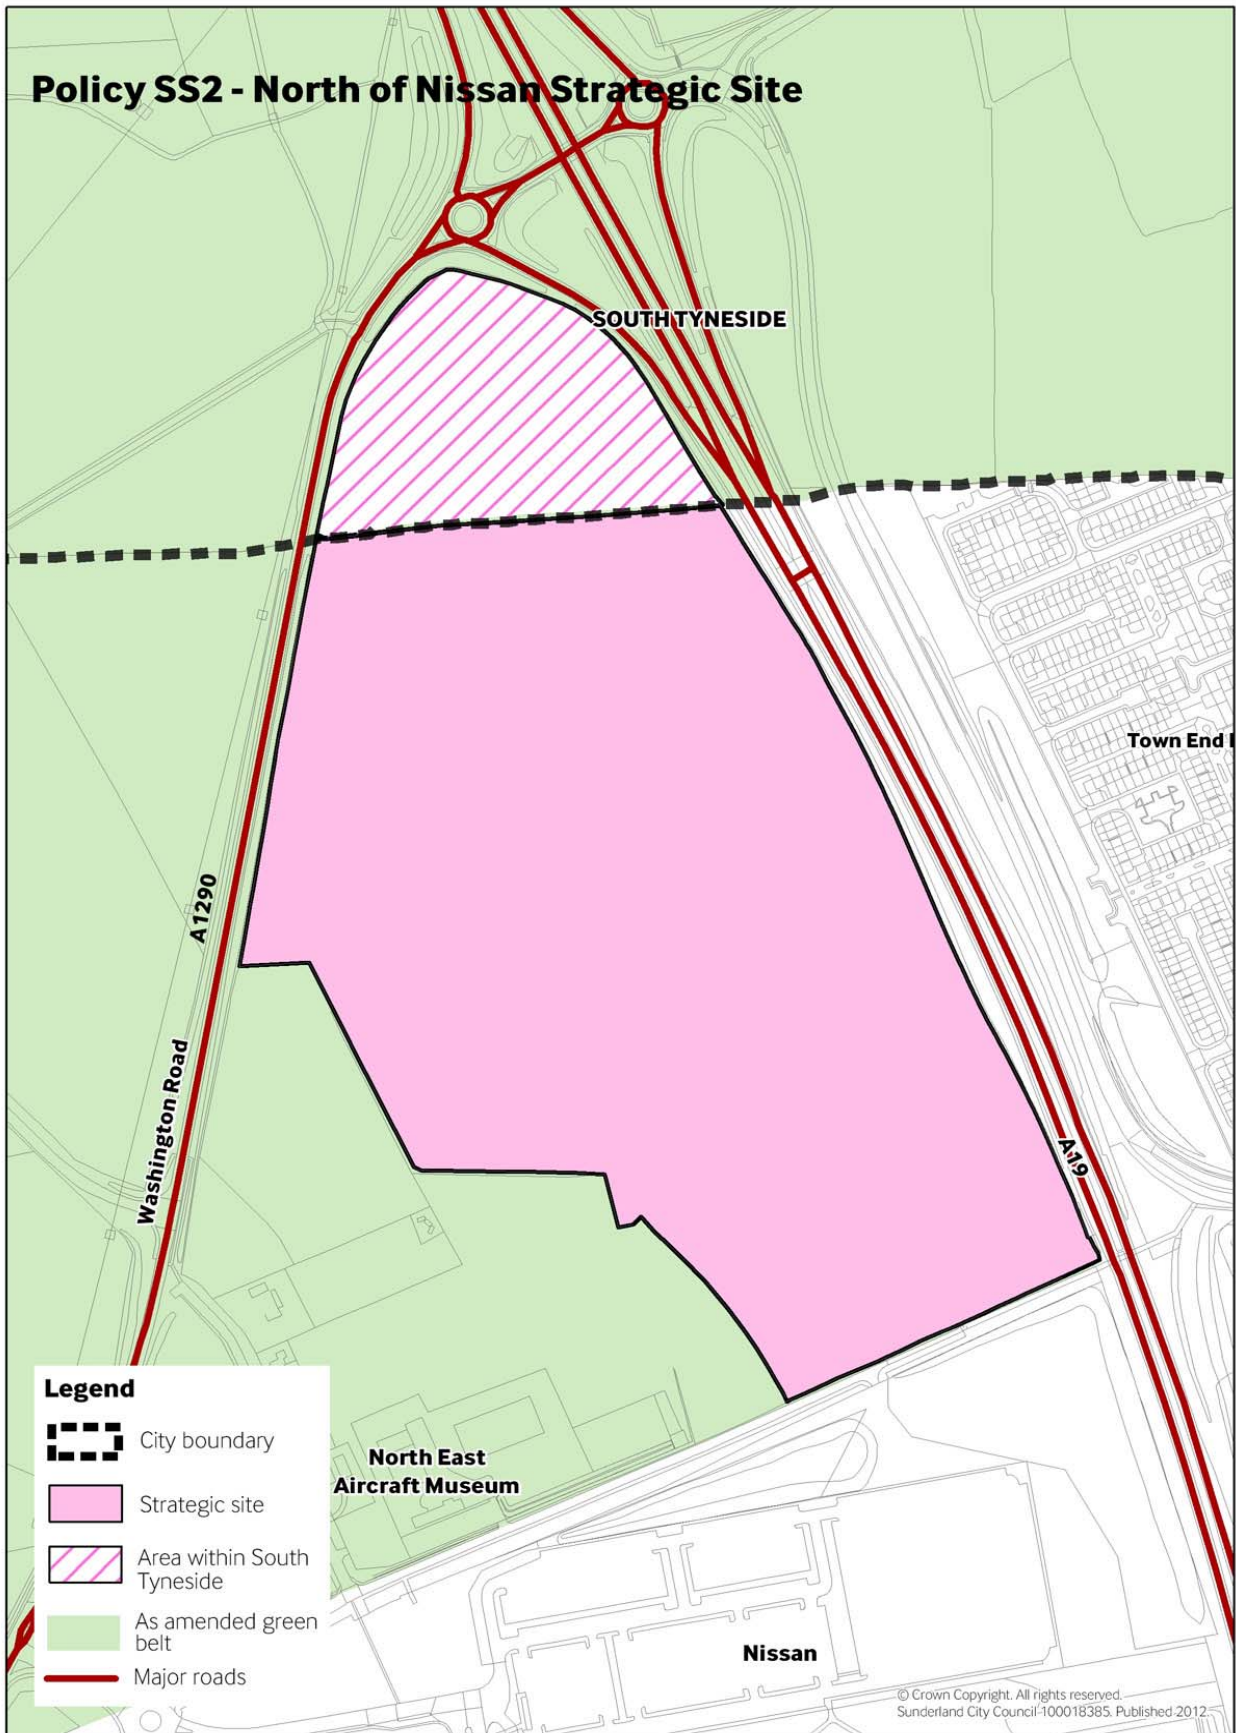 Policy SS2 - North of Nissan Strategic Site
SOUTH TYNESIDE
Town End
A1290
Washington Road
A19
North East
Aircraft Museum
Nissan
Legend
City boundary
Strategic site
Area within South
Tyneside
As amended green
belt
Major roads
© Crown Copyright. All rights reserved.
Sunderland City Council 100018385. Published 2012.